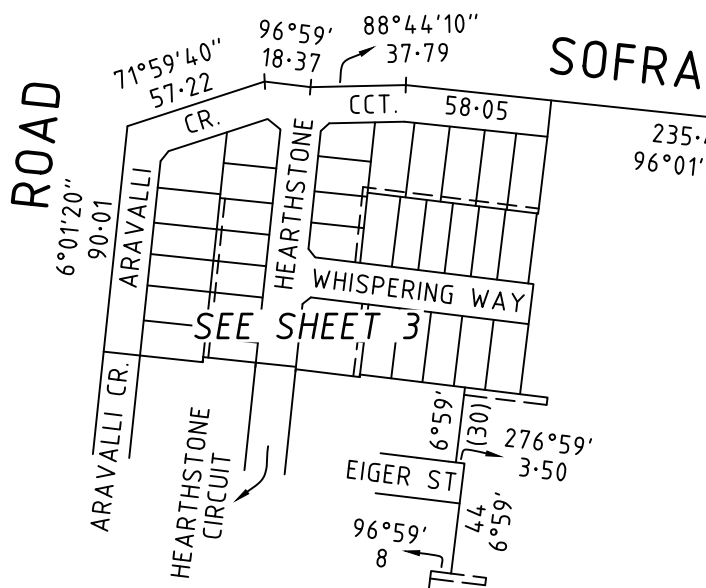 71°59'40"
57·22
96°59'
18·37
88°44'10"
37·79
SOFRA
ROAD
CR.
CCT.
58·05
235·
96°01'
6°01'20"
90·01
ARAVALLI
HEARTHSTONE
WHISPERING WAY
SEE SHEET 3
ARAVALLI CR.
HEARTHSTONE
CIRCUIT
6°59'
(30)
276°59'
3·50
EIGER ST
44
6°59'
96°59'
8